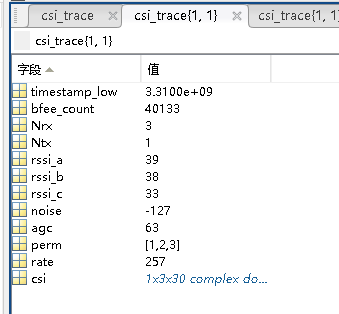 csi_trace csi_trace{1, 1} csi_trace{1, 1}
csi_trace{1, 1}
字段 值
timestamp_low 3.3100e+09
bfee_count 40133
Nrx 3
Ntx 1
rssi_a 39
rssi_b 38
rssi_c 33
noise -127
agc 63
perm [1,2,3]
rate 257
csi 1x3x30 complex do...